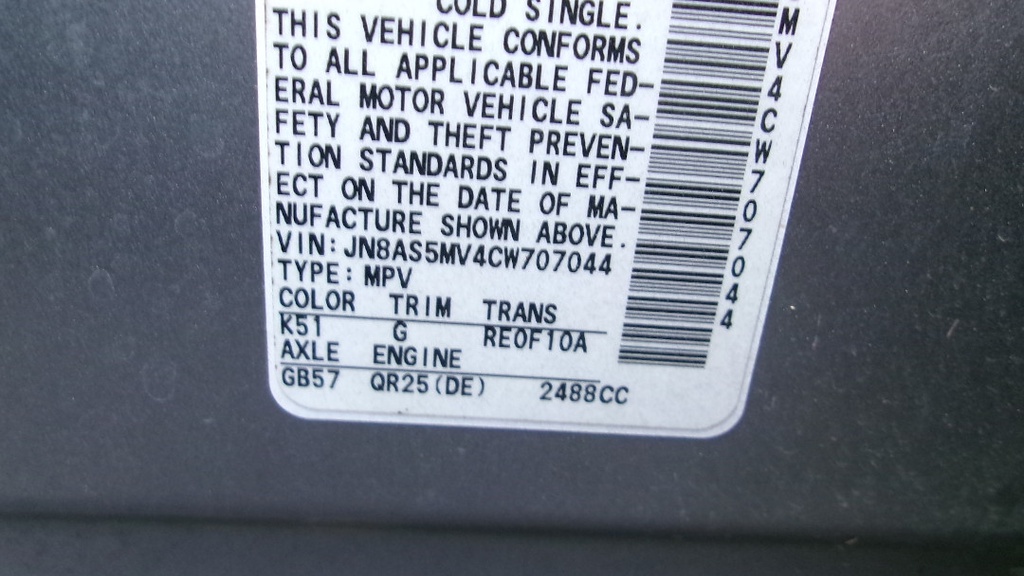 COLD SINGLE.
THIS VEHICLE CONFORMS
TO ALL APPLICABLE FED-
ERAL MOTOR VEHICLE SA-
FETY AND THEFT PREVEN-
TION STANDARDS IN EFF-
ECT ON THE DATE OF MA-
NUFACTURE SHOWN ABOVE.
VIN: JN8AS5MV4CW707044
TYPE: MPV
COLOR TRIM TRANS
K51 G RE0F10A
AXLE ENGINE
GB57 QR25(DE) 2488CC
MV4CW707044